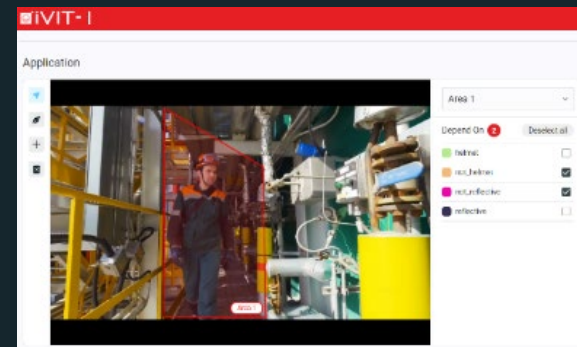 iVIT-I
Application
Area 1
Depend On 2 Deselect all
helmet
not_helmet
not_reflective
reflective
Area 1